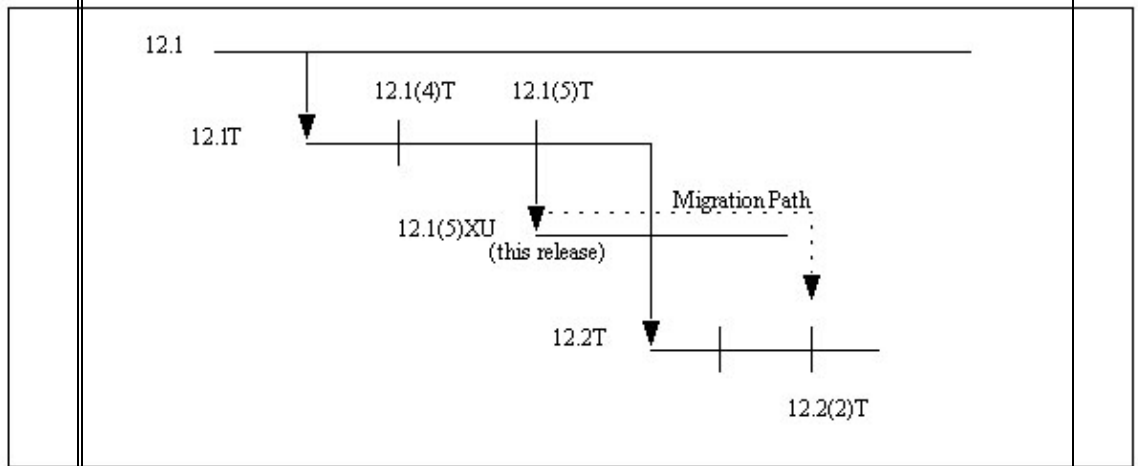 12.1
12.1(4)T
12.1(5)T
12.1T
Migration Path
12.1(5)XU
(this release)
12.2T
12.2(2)T